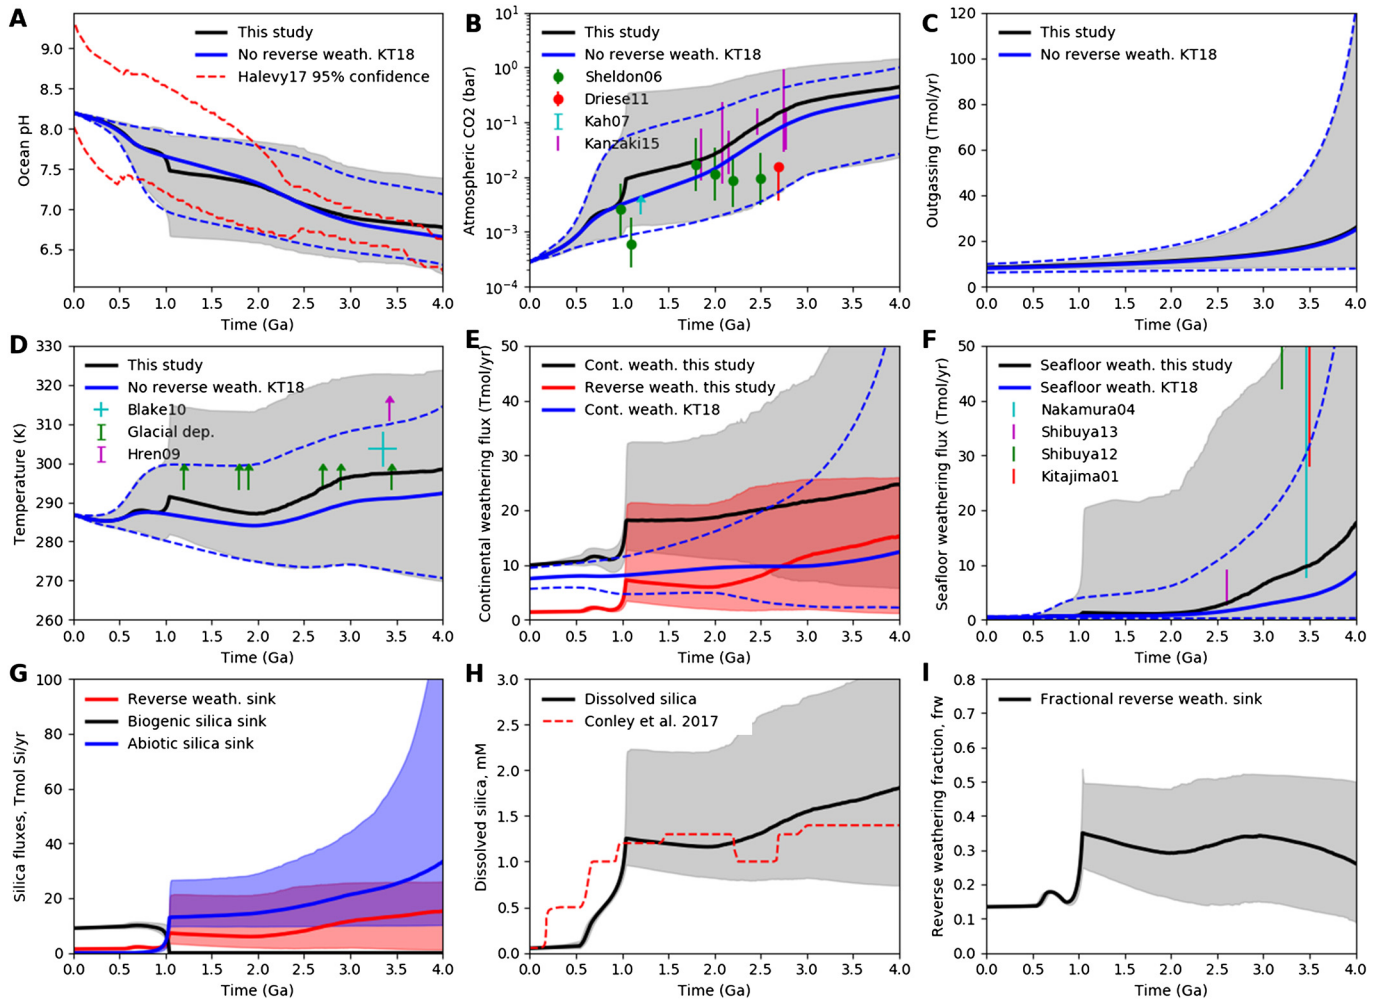 A
This study
No reverse weath. KT18
Halevy17 95% confidence
Ocean pH
9.0
8.5
8.0
7.5
7.0
6.5
0.0 0.5 1.0 1.5 2.0 2.5 3.0 3.5 4.0
Time (Ga)
B
This study
No reverse weath. KT18
Sheldon06
Driese11
Kah07
Kanzaki15
Atmospheric CO2 (bar)
10^1
10^0
10^−1
10^−2
10^−3
10^−4
0.0 0.5 1.0 1.5 2.0 2.5 3.0 3.5 4.0
Time (Ga)
C
This study
No reverse weath. KT18
Outgassing (Tmol/yr)
120
100
80
60
40
20
0
0.0 0.5 1.0 1.5 2.0 2.5 3.0 3.5 4.0
Time (Ga)
D
This study
No reverse weath. KT18
Blake10
Glacial dep.
Hren09
Temperature (K)
330
320
310
300
290
280
270
260
0.0 0.5 1.0 1.5 2.0 2.5 3.0 3.5 4.0
Time (Ga)
E
Cont. weath. this study
Reverse weath. this study
Cont. weath. KT18
Continental weathering flux (Tmol/yr)
50
40
30
20
10
0
0.0 0.5 1.0 1.5 2.0 2.5 3.0 3.5 4.0
Time (Ga)
F
Seafloor weath. this study
Seafloor weath. KT18
Nakamura04
Shibuya13
Shibuya12
Kitajima01
Seafloor weathering flux (Tmol/yr)
50
40
30
20
10
0
0.0 0.5 1.0 1.5 2.0 2.5 3.0 3.5 4.0
Time (Ga)
G
Reverse weath. sink
Biogenic silica sink
Abiotic silica sink
Silica fluxes, Tmol Si/yr
100
80
60
40
20
0
0.0 0.5 1.0 1.5 2.0 2.5 3.0 3.5 4.0
Time (Ga)
H
Dissolved silica
Conley et al. 2017
Dissolved silica, mM
3.0
2.5
2.0
1.5
1.0
0.5
0.0
0.0 0.5 1.0 1.5 2.0 2.5 3.0 3.5 4.0
Time (Ga)
I
Fractional reverse weath. sink
Reverse weathering fraction, frw
0.8
0.7
0.6
0.5
0.4
0.3
0.2
0.1
0.0
0.0 0.5 1.0 1.5 2.0 2.5 3.0 3.5 4.0
Time (Ga)